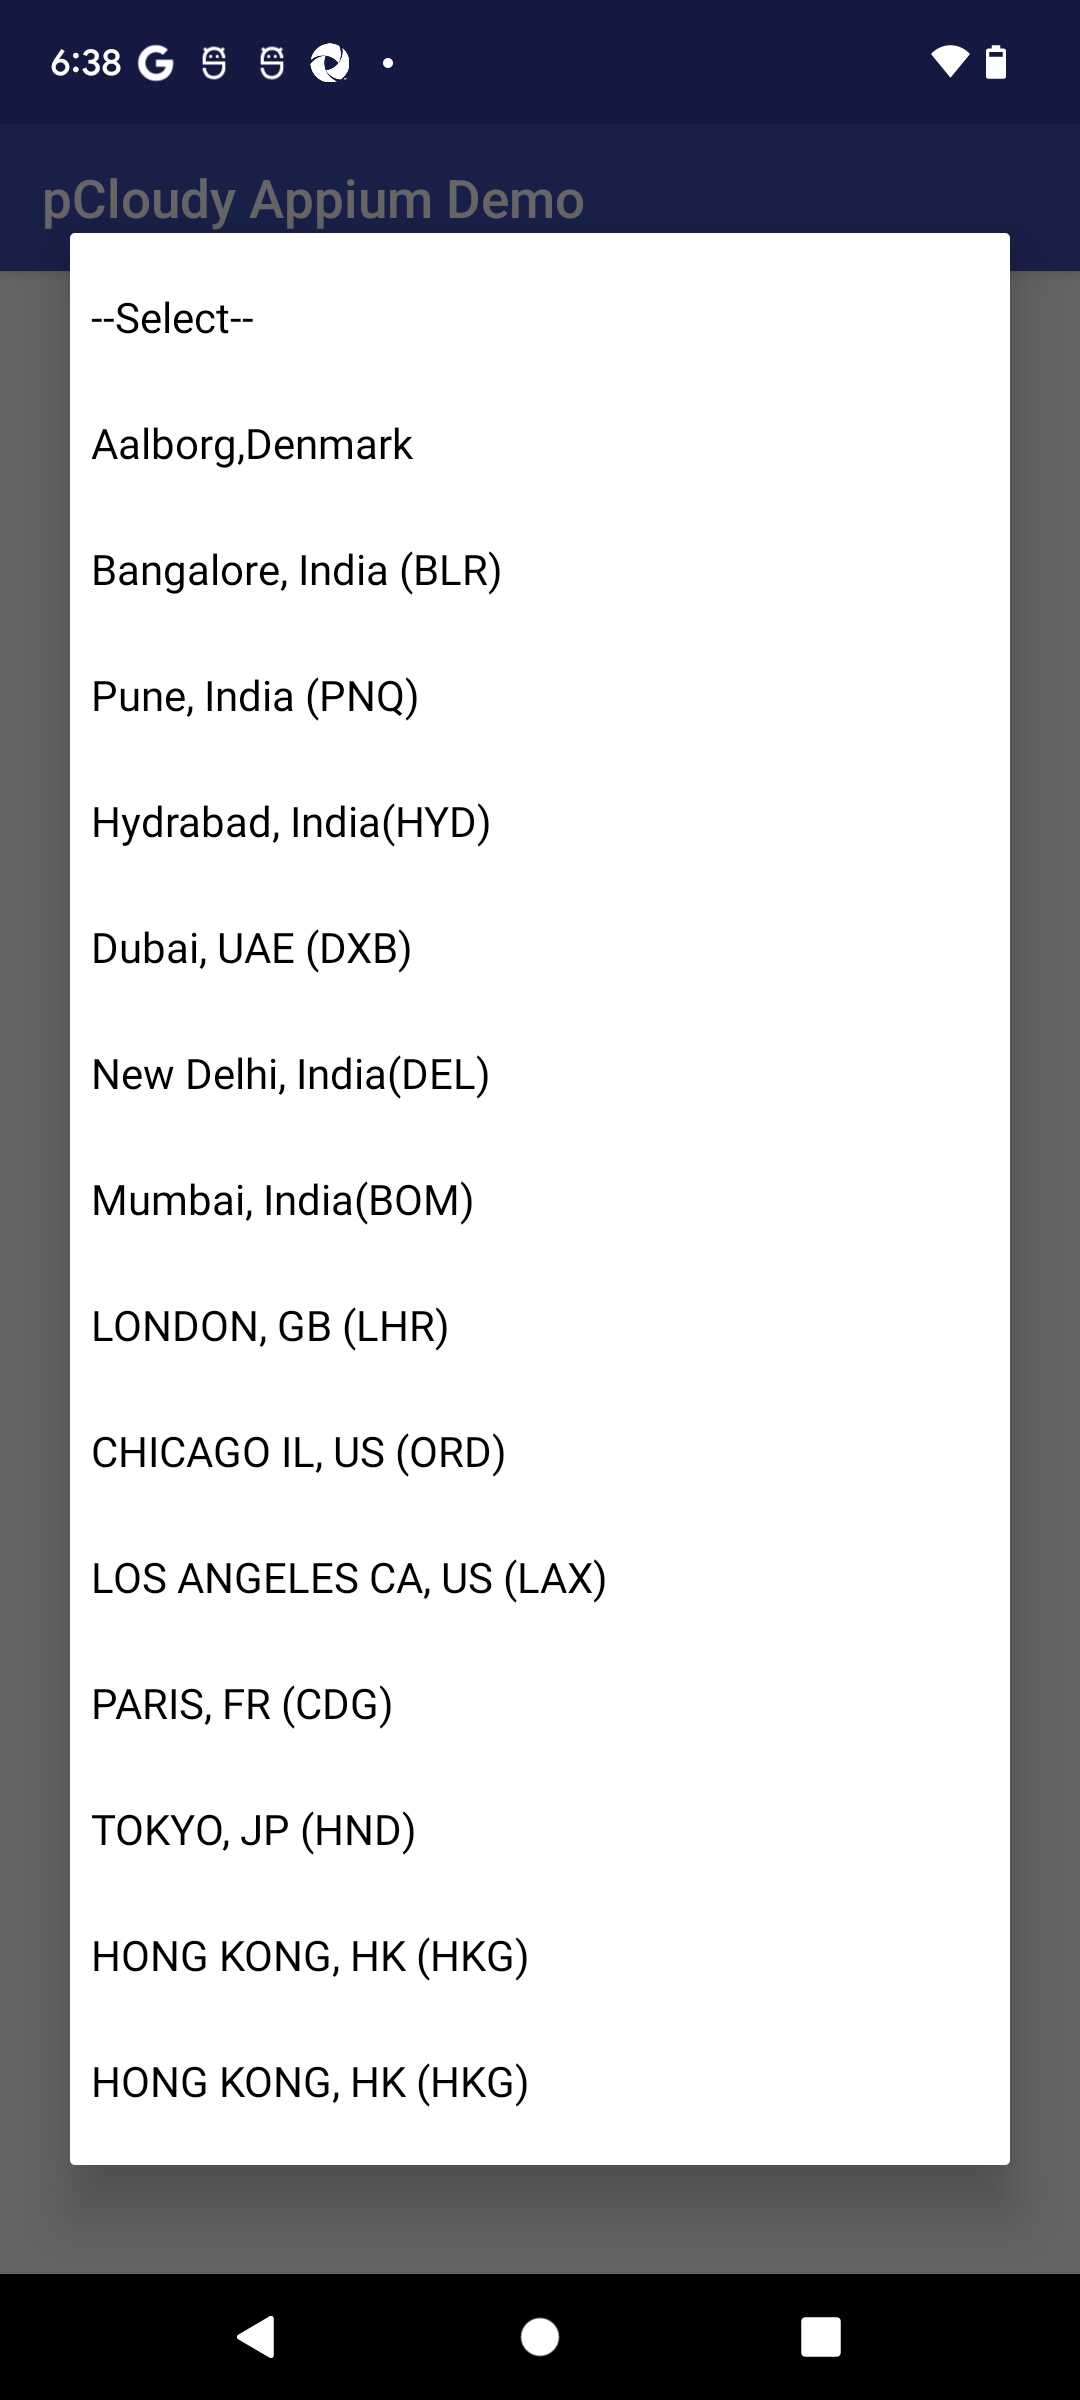 6:38
pCloudy Appium Demo
--Select--
Aalborg,Denmark
Bangalore, India (BLR)
Pune, India (PNQ)
Hydrabad, India(HYD)
Dubai, UAE (DXB)
New Delhi, India(DEL)
Mumbai, India(BOM)
LONDON, GB (LHR)
CHICAGO IL, US (ORD)
LOS ANGELES CA, US (LAX)
PARIS, FR (CDG)
TOKYO, JP (HND)
HONG KONG, HK (HKG)
HONG KONG, HK (HKG)